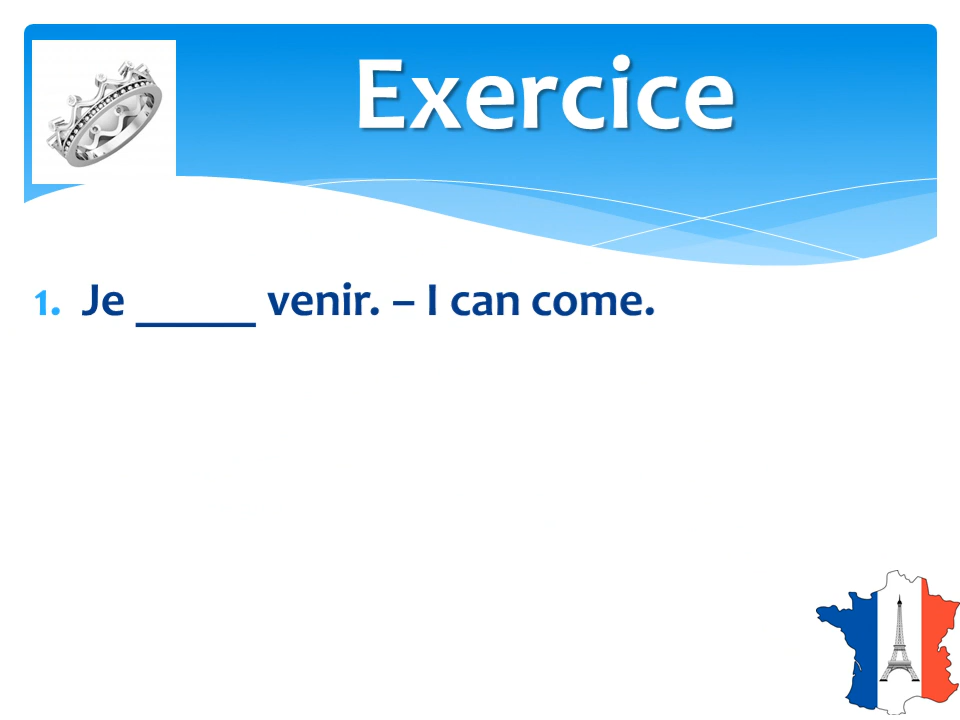 Exercice
1. Je _____ venir. – I can come.